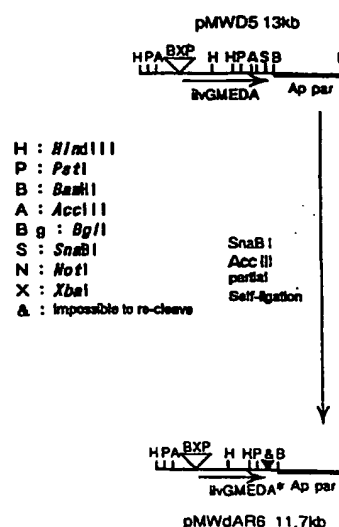 pMWD5 13kb
HPA BXP H HPASB
ilvGMEDA Ap par
H : HindIII
P : PstI
B : BamHI
A : AccIII
B g : BglI
S : SnaBI
N : NotI
X : XbaI
& : Impossible to re-cleave
SnaB I
Acc III
partial
Self-ligation
HPA BXP H HP&B
ilvGMEDA* Ap par
pMWdAR6 11.7kb